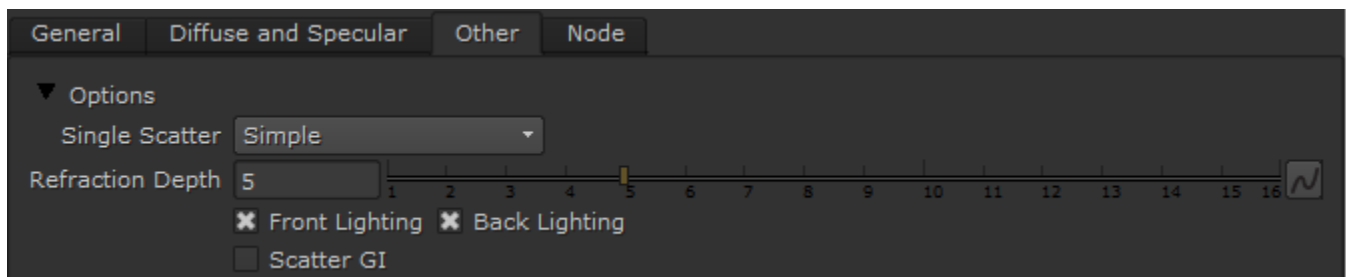 General Diffuse and Specular Other Node
Options
Single Scatter Simple
Refraction Depth 5 1 2 3 4 5 6 7 8 9 10 11 12 13 14 15 16
Front Lighting Back Lighting
Scatter GI